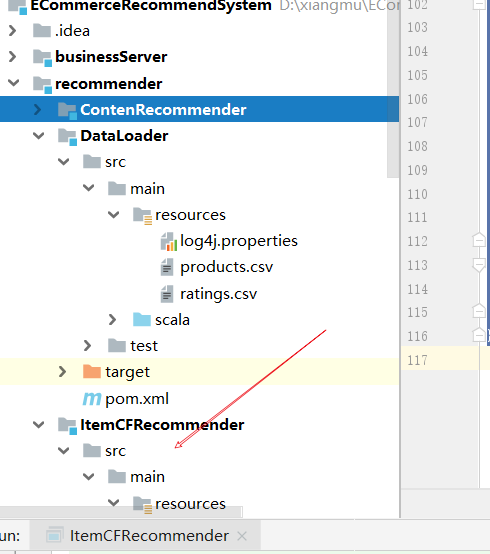 ECommerceRecommendSystem D:\xiangmu\ECon
.idea
businessServer
recommender
ContenRecommender
DataLoader
src
main
resources
log4j.properties
products.csv
ratings.csv
scala
test
target
pom.xml
ItemCFRecommender
src
main
resources
102
103
104
105
106
107
108
109
110
111
112
113
114
115
116
117
un: ItemCFRecommender